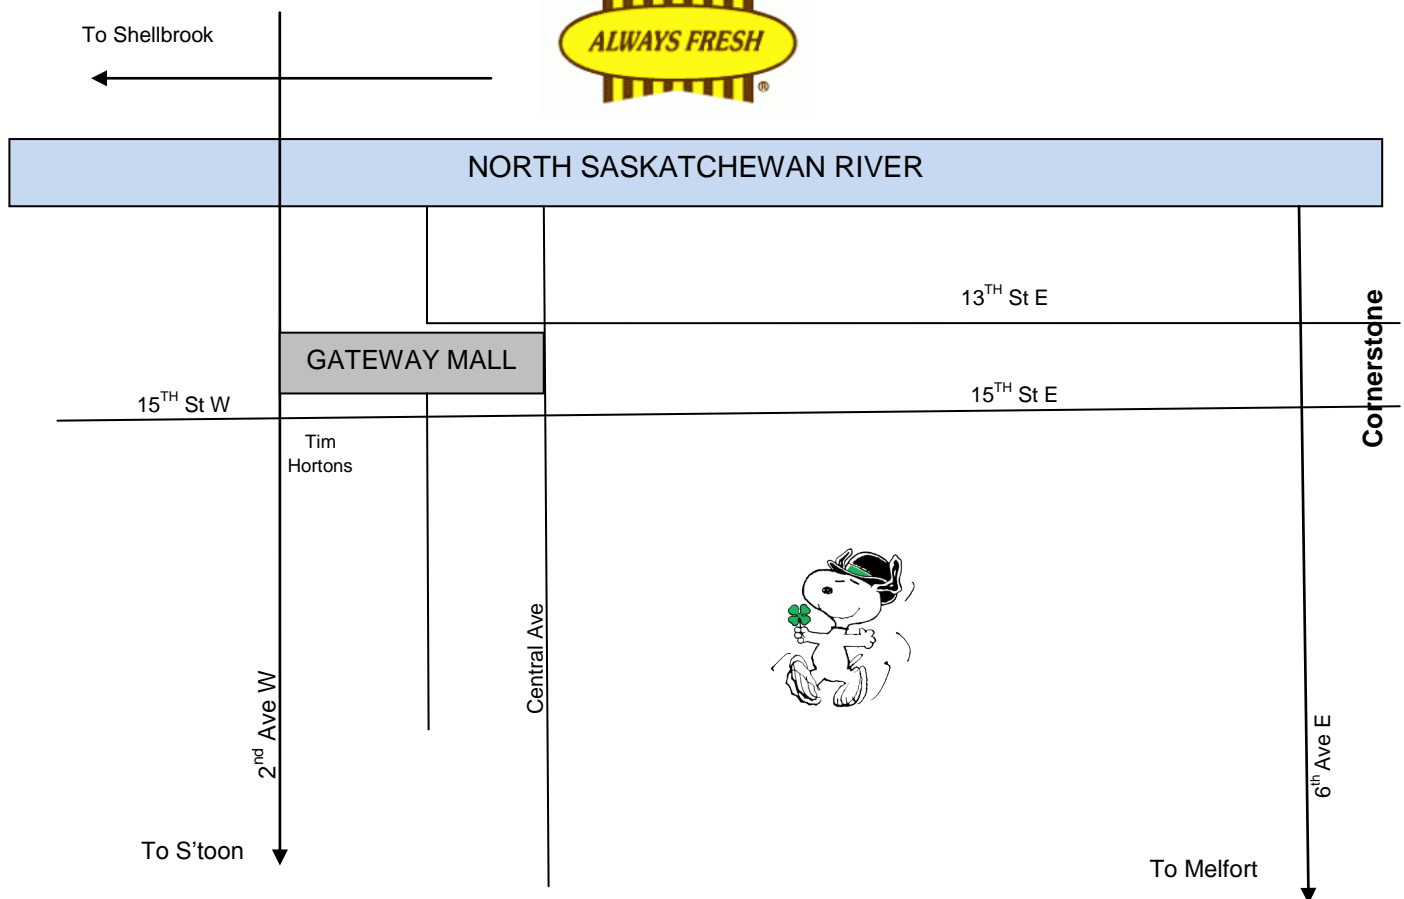 To Shellbrook
ALWAYS FRESH
®
NORTH SASKATCHEWAN RIVER
13TH St E
Cornerstone
GATEWAY MALL
15TH St W
15TH St E
Tim
Hortons
Central Ave
2nd Ave W
6th Ave E
To S'toon
To Melfort